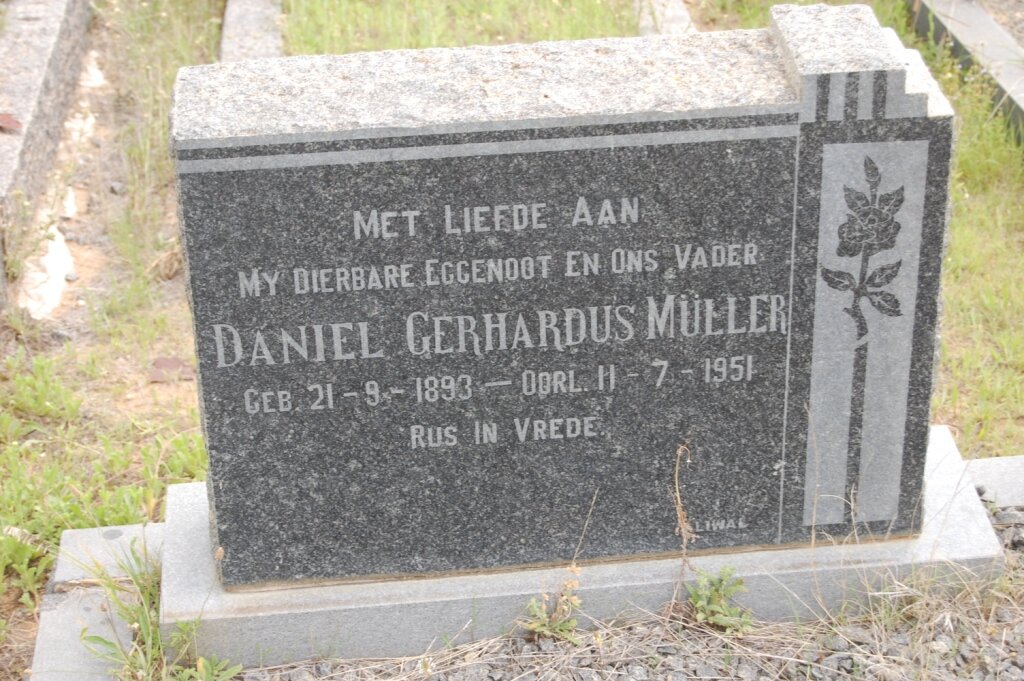 MET LIEFDE AAN
MY DIERBARE EGGENOOT EN ONS VADER
DANIEL GERHARDUS MÜLLER
GEB. 21-9-1893 — OORL. 11-7-1951
RUS IN VREDE.